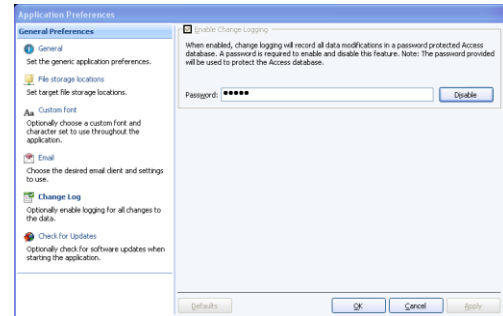 Application Preferences
General Preferences
General
Set the generic application preferences.
File storage locations
Set target file storage locations.
Custom font
Optionally choose a custom font and
character set to use throughout the
application.
Email
Choose the desired email client and settings
to use.
Change Log
Optionally enable logging for all changes to
the data.
Check for Updates
Optionally check for software updates when
starting the application.
Enable Change Logging
When enabled, change logging will record all data modifications in a password protected Access
database. A password is required to enable and disable this feature. Note: The password provided
will be used to protect the Access database.
Password: •••••
Disable
Defaults
OK
Cancel
Apply